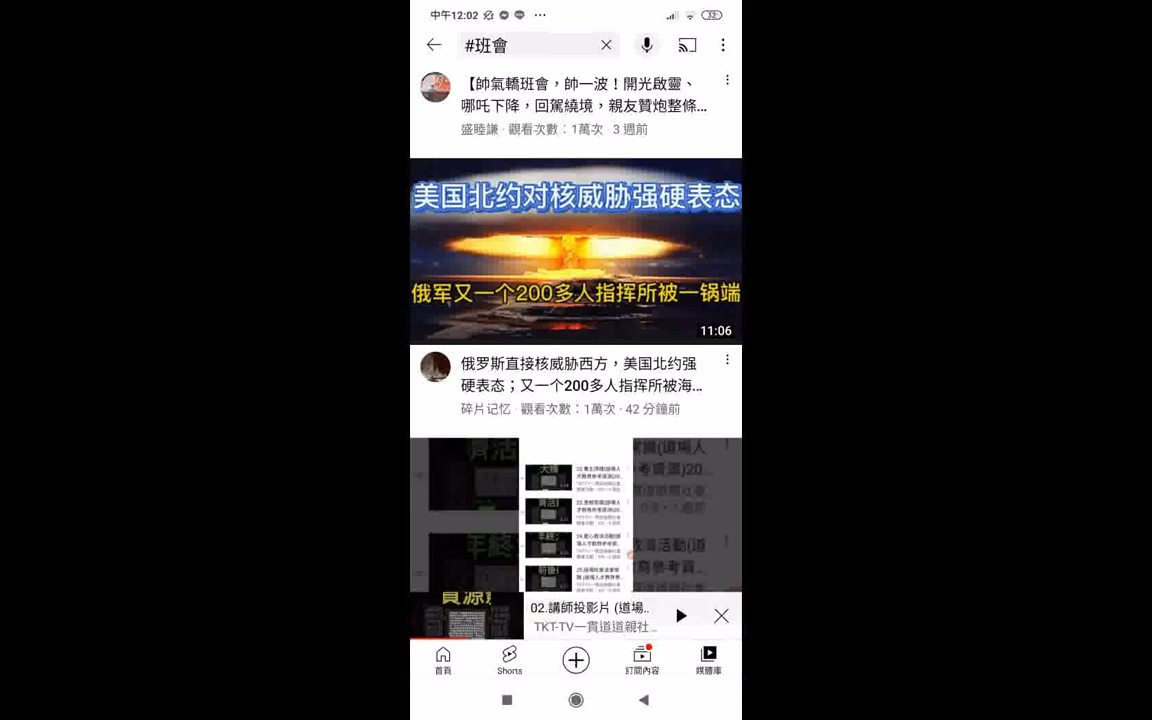 中午12:02
32
#班會
【帥氣轎班會，帥一波！開光啟靈、
哪吒下降，回駕繞境，親友贊炮整條...
盛睦謙 · 觀看次數：1萬次 · 3 週前
美国北约对核威胁强硬表态
俄军又一个200多人指挥所被一锅端
11:06
俄罗斯直接核威胁西方，美国北约强
硬表态；又一个200多人指挥所被海...
碎片记忆 · 觀看次數：1萬次 · 42 分鐘前
年終
02.講師投影片 (道場..
TKT-TV一貫道道親社...
首頁
Shorts
訂閱內容
媒體庫